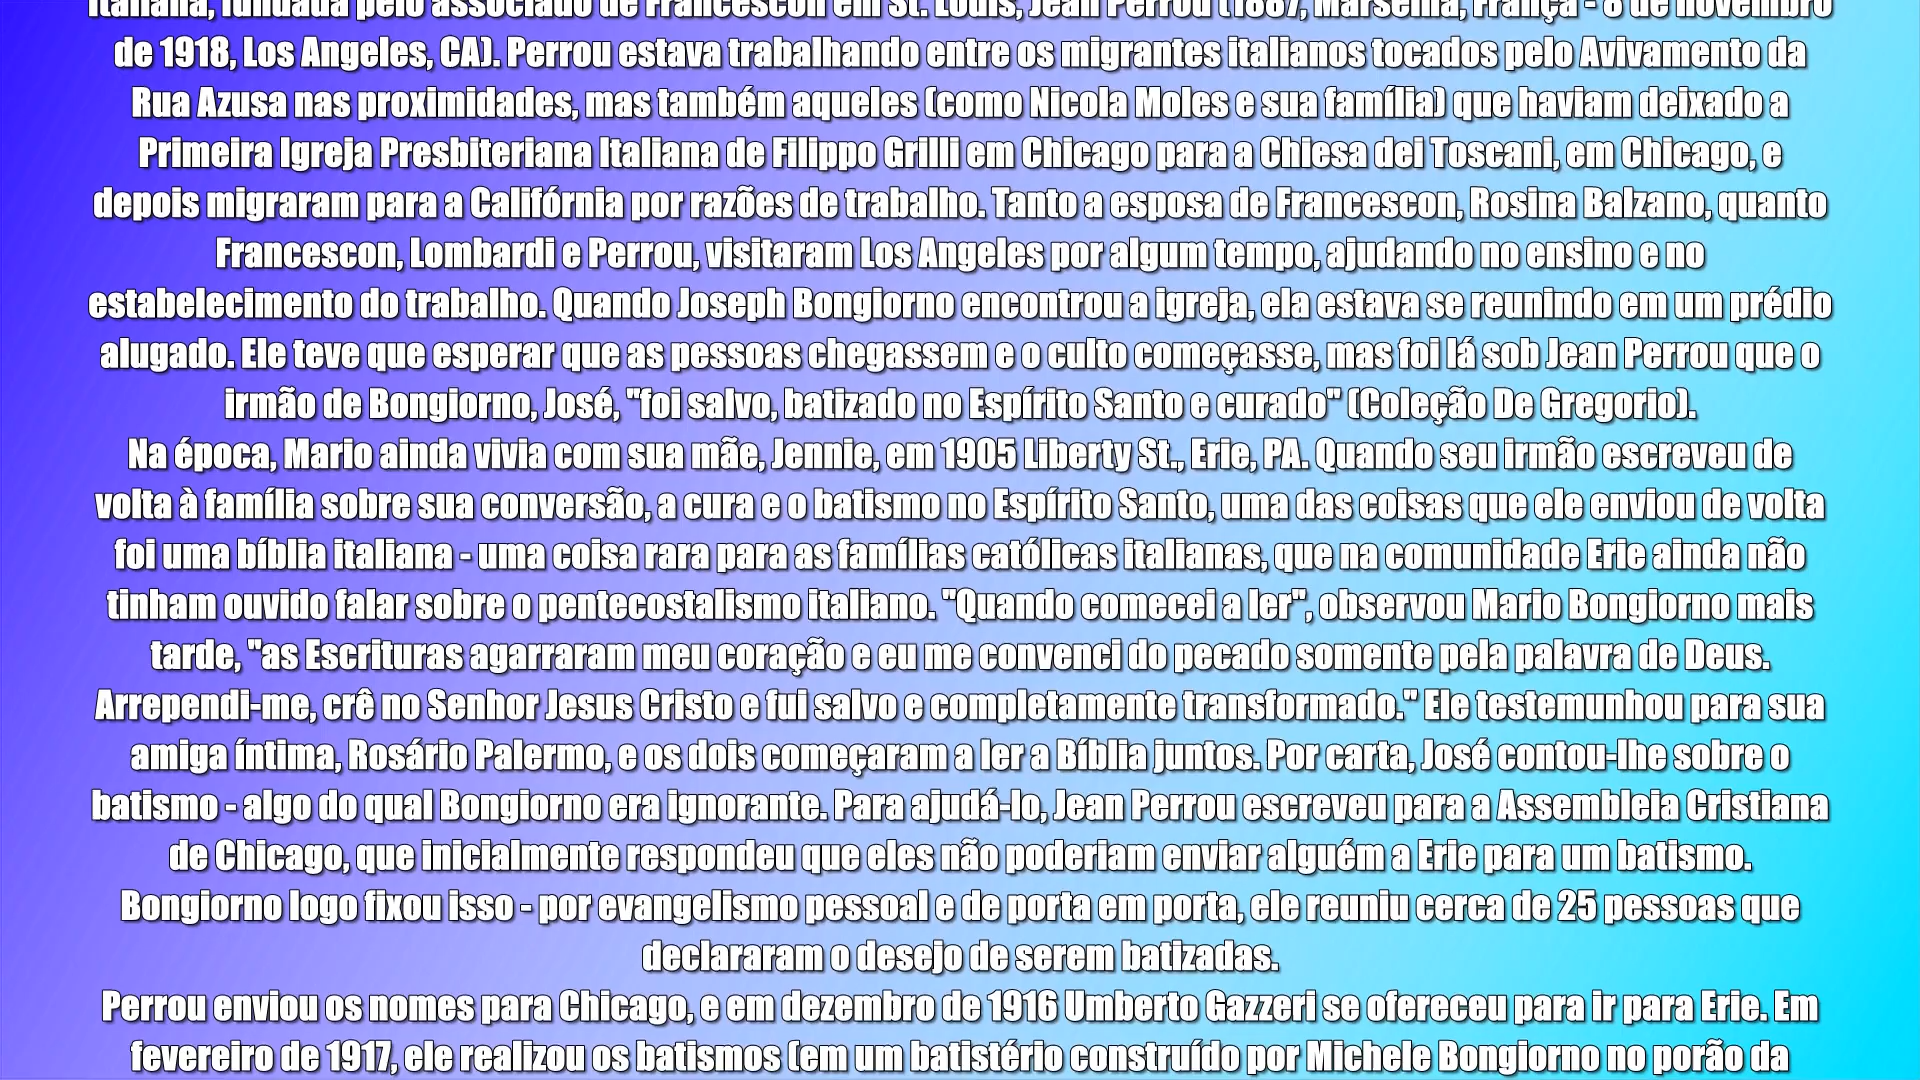 Italiana, fundada pelo associado de Francescon em St. Louis, Jean Perrou (1887, Marselha, França - 8 de novembro
de 1918, Los Angeles, CA). Perrou estava trabalhando entre os migrantes italianos tocados pelo Avivamento da
Rua Azusa nas proximidades, mas também aqueles (como Nicola Moles e sua família) que haviam deixado a
Primeira Igreja Presbiteriana Italiana de Filippo Grilli em Chicago para a Chiesa dei Toscani, em Chicago, e
depois migraram para a Califórnia por razões de trabalho. Tanto a esposa de Francescon, Rosina Balzano, quanto
Francescon, Lombardi e Perrou, visitaram Los Angeles por algum tempo, ajudando no ensino e no
estabelecimento do trabalho. Quando Joseph Bongiorno encontrou a igreja, ela estava se reunindo em um prédio
alugado. Ele teve que esperar que as pessoas chegassem e o culto começasse, mas foi lá sob Jean Perrou que o
irmão de Bongiorno, José, "foi salvo, batizado no Espírito Santo e curado" (Coleção De Gregorio).
Na época, Mario ainda vivia com sua mãe, Jennie, em 1905 Liberty St., Erie, PA. Quando seu irmão escreveu de
volta à família sobre sua conversão, a cura e o batismo no Espírito Santo, uma das coisas que ele enviou de volta
foi uma bíblia italiana - uma coisa rara para as famílias católicas italianas, que na comunidade Erie ainda não
tinham ouvido falar sobre o pentecostalismo italiano. "Quando comecei a ler", observou Mario Bongiorno mais
tarde, "as Escrituras agarraram meu coração e eu me convenci do pecado somente pela palavra de Deus.
Arrependi-me, crê no Senhor Jesus Cristo e fui salvo e completamente transformado." Ele testemunhou para sua
amiga íntima, Rosário Palermo, e os dois começaram a ler a Bíblia juntos. Por carta, José contou-lhe sobre o
batismo - algo do qual Bongiorno era ignorante. Para ajudá-lo, Jean Perrou escreveu para a Assembleia Cristiana
de Chicago, que inicialmente respondeu que eles não poderiam enviar alguém a Erie para um batismo.
Bongiorno logo fixou isso - por evangelismo pessoal e de porta em porta, ele reuniu cerca de 25 pessoas que
declararam o desejo de serem batizadas.
Perrou enviou os nomes para Chicago, e em dezembro de 1916 Umberto Gazzeri se ofereceu para ir para Erie. Em
fevereiro de 1917, ele realizou os batismos (em um batistério construído por Michele Bongiorno no porão da